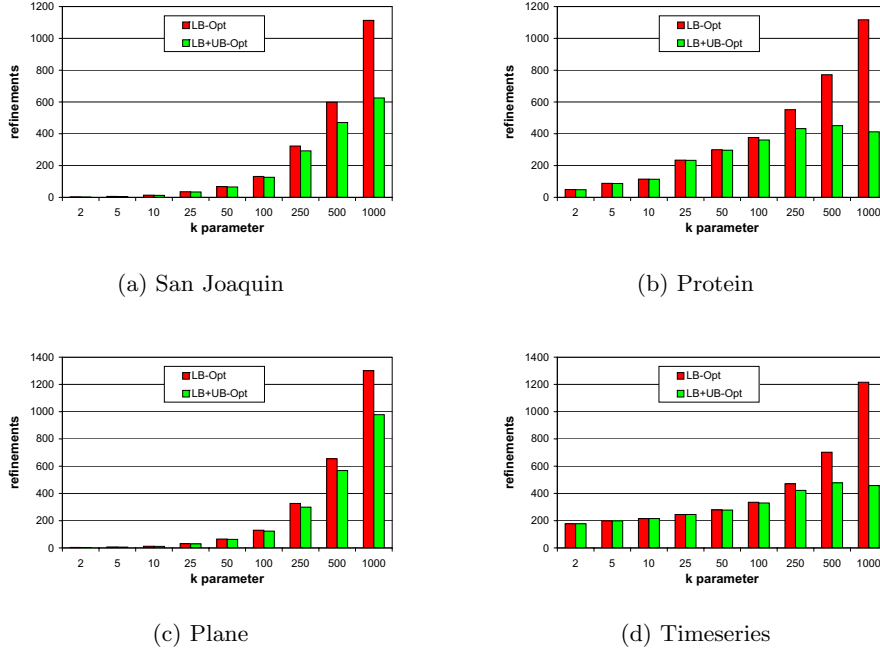 1200
1000
800
600
400
200
0
refinements
LB-Opt
LB+UB-Opt
2 5 10 25 50 100 250 500 1000
k parameter
(a) San Joaquin
1200
1000
800
600
400
200
0
refinements
LB-Opt
LB+UB-Opt
2 5 10 25 50 100 250 500 1000
k parameter
(b) Protein
1400
1200
1000
800
600
400
200
0
refinements
LB-Opt
LB+UB-Opt
2 5 10 25 50 100 250 500 1000
k parameter
(c) Plane
1400
1200
1000
800
600
400
200
0
refinements
LB-Opt
LB+UB-Opt
2 5 10 25 50 100 250 500 1000
k parameter
(d) Timeseries